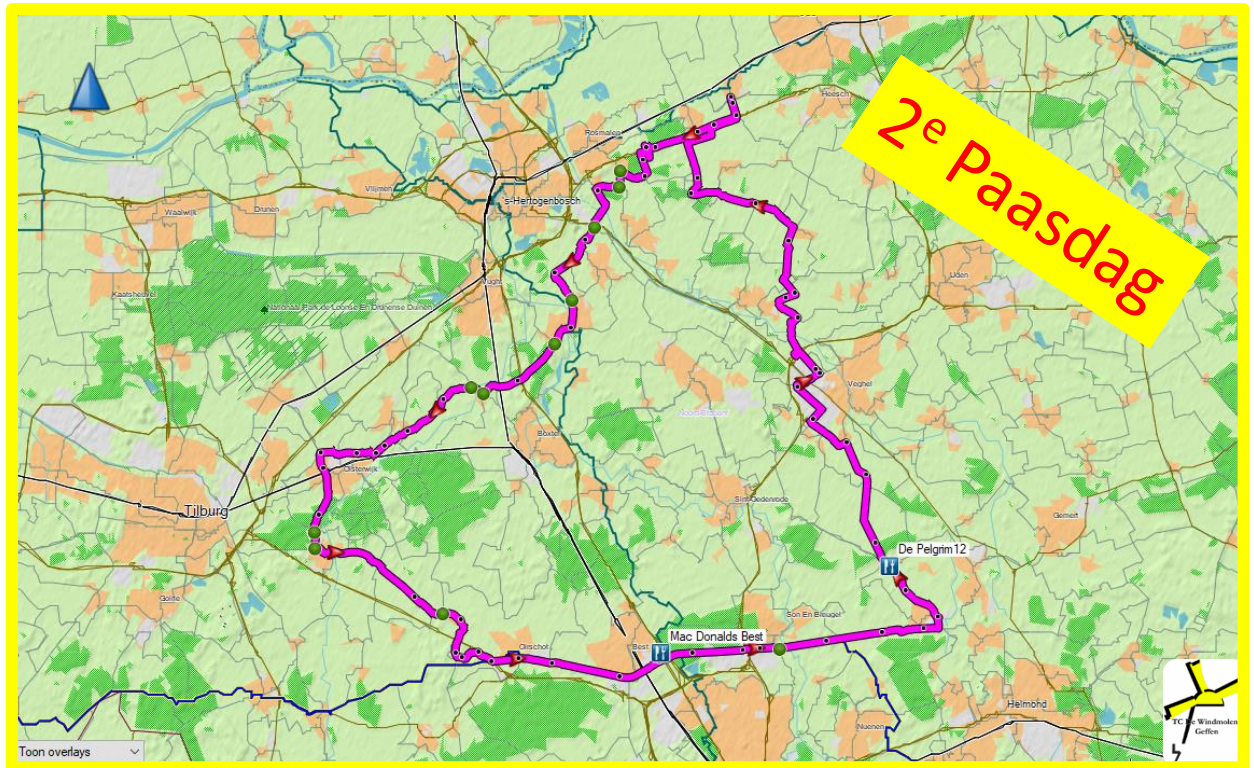 2e Paasdag
Heesch
Rosmalen
Vlijmen
's-Hertogenbosch
Waalwijk
Drunen
Uden
Vught
Kaatsheuvel
Nationaal Park de Loonse En Drunense Duinen
Veghel
Noord-Brabant
Boxtel
Oisterwijk
Sint-Oedenrode
Tilburg
Gemert
De Pelgrim12
Goirle
Son En Breugel
Mac Donalds Best
Oirschot
Best
Helmond
Nuenen
TC De Windmolen
Geffen
Toon overlays